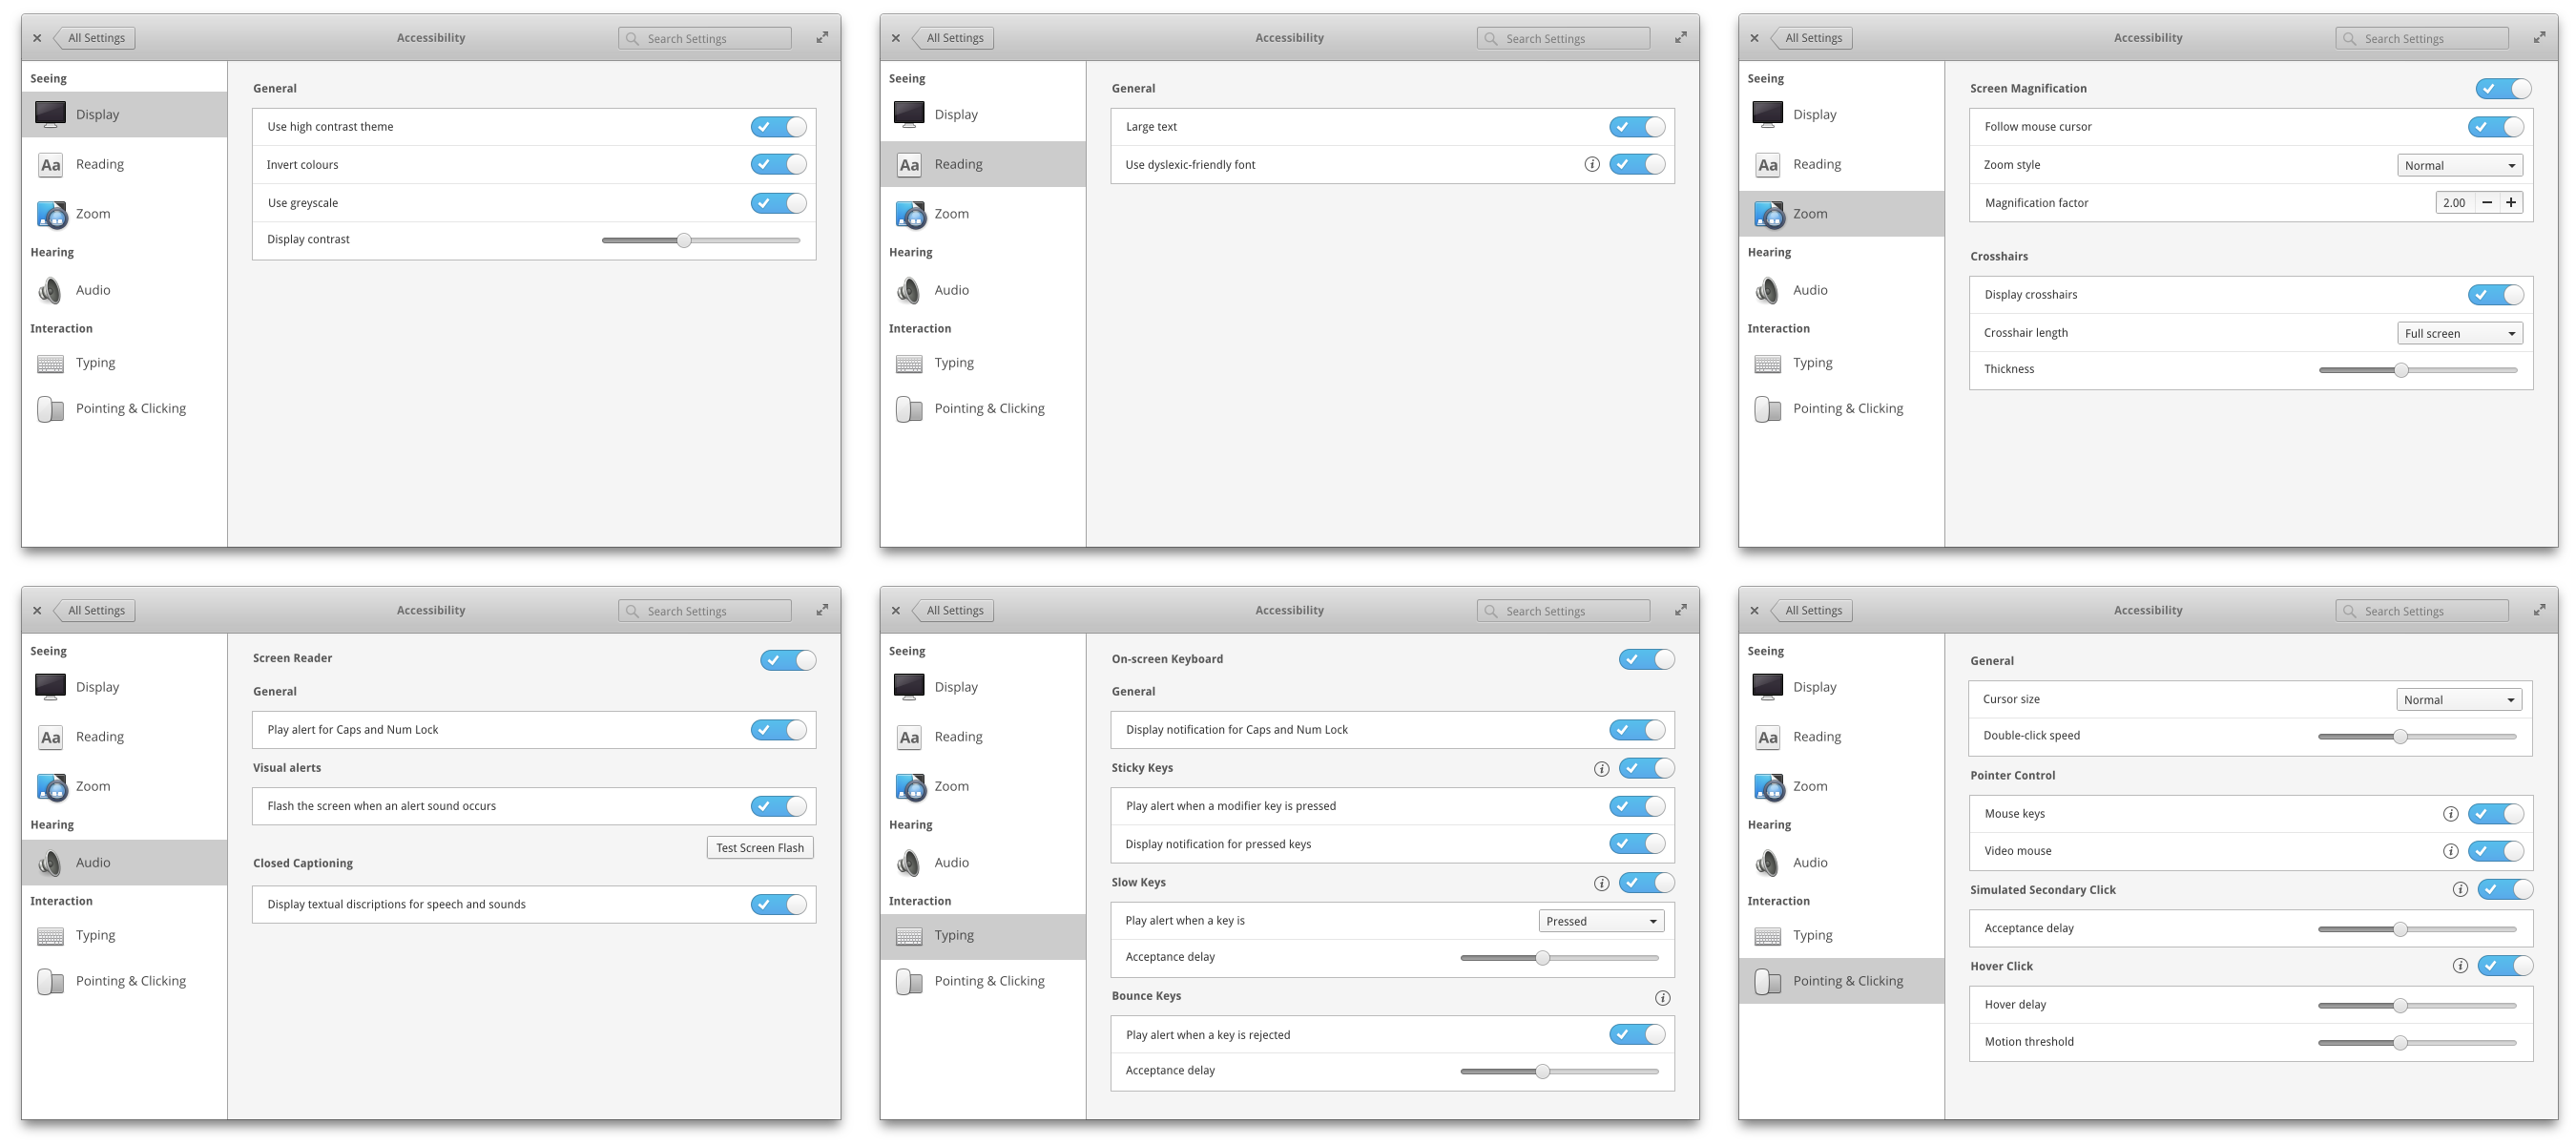 All Settings
Accessibility
Search Settings
Seeing
Display
Aa Reading
Zoom
Hearing
Audio
Interaction
Typing
Pointing & Clicking
General
Use high contrast theme
Invert colours
Use greyscale
Display contrast
All Settings
Accessibility
Search Settings
Seeing
Display
Aa Reading
Zoom
Hearing
Audio
Interaction
Typing
Pointing & Clicking
General
Large text
Use dyslexic-friendly font
All Settings
Accessibility
Search Settings
Seeing
Display
Aa Reading
Zoom
Hearing
Audio
Interaction
Typing
Pointing & Clicking
Screen Magnification
Follow mouse cursor
Zoom style Normal
Magnification factor 2.00 − +
Crosshairs
Display crosshairs
Crosshair length Full screen
Thickness
All Settings
Accessibility
Search Settings
Seeing
Display
Aa Reading
Zoom
Hearing
Audio
Interaction
Typing
Pointing & Clicking
Screen Reader
General
Play alert for Caps and Num Lock
Visual alerts
Flash the screen when an alert sound occurs
Test Screen Flash
Closed Captioning
Display textual discriptions for speech and sounds
All Settings
Accessibility
Search Settings
Seeing
Display
Aa Reading
Zoom
Hearing
Audio
Interaction
Typing
Pointing & Clicking
On-screen Keyboard
General
Display notification for Caps and Num Lock
Sticky Keys
Play alert when a modifier key is pressed
Display notification for pressed keys
Slow Keys
Play alert when a key is Pressed
Acceptance delay
Bounce Keys
Play alert when a key is rejected
Acceptance delay
All Settings
Accessibility
Search Settings
Seeing
Display
Aa Reading
Zoom
Hearing
Audio
Interaction
Typing
Pointing & Clicking
General
Cursor size Normal
Double-click speed
Pointer Control
Mouse keys
Video mouse
Simulated Secondary Click
Acceptance delay
Hover Click
Hover delay
Motion threshold